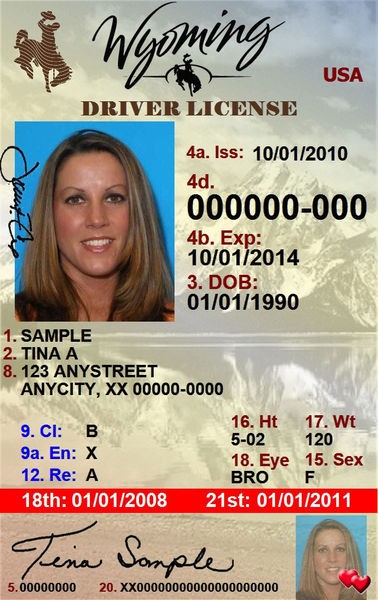 Wyoming
USA
DRIVER LICENSE
4a. Iss: 10/01/2010
4d.
000000-000
4b. Exp:
10/01/2014
3. DOB:
01/01/1990
1. SAMPLE
2. TINA A
8. 123 ANYSTREET
ANYCITY, XX 00000-0000
9. Cl: B
9a. En: X
12. Re: A
16. Ht 17. Wt
5-02 120
18. Eye 15. Sex
BRO F
18th: 01/01/2008 21st: 01/01/2011
Tina Sample
5. 00000000 20. XX00000000000000000000